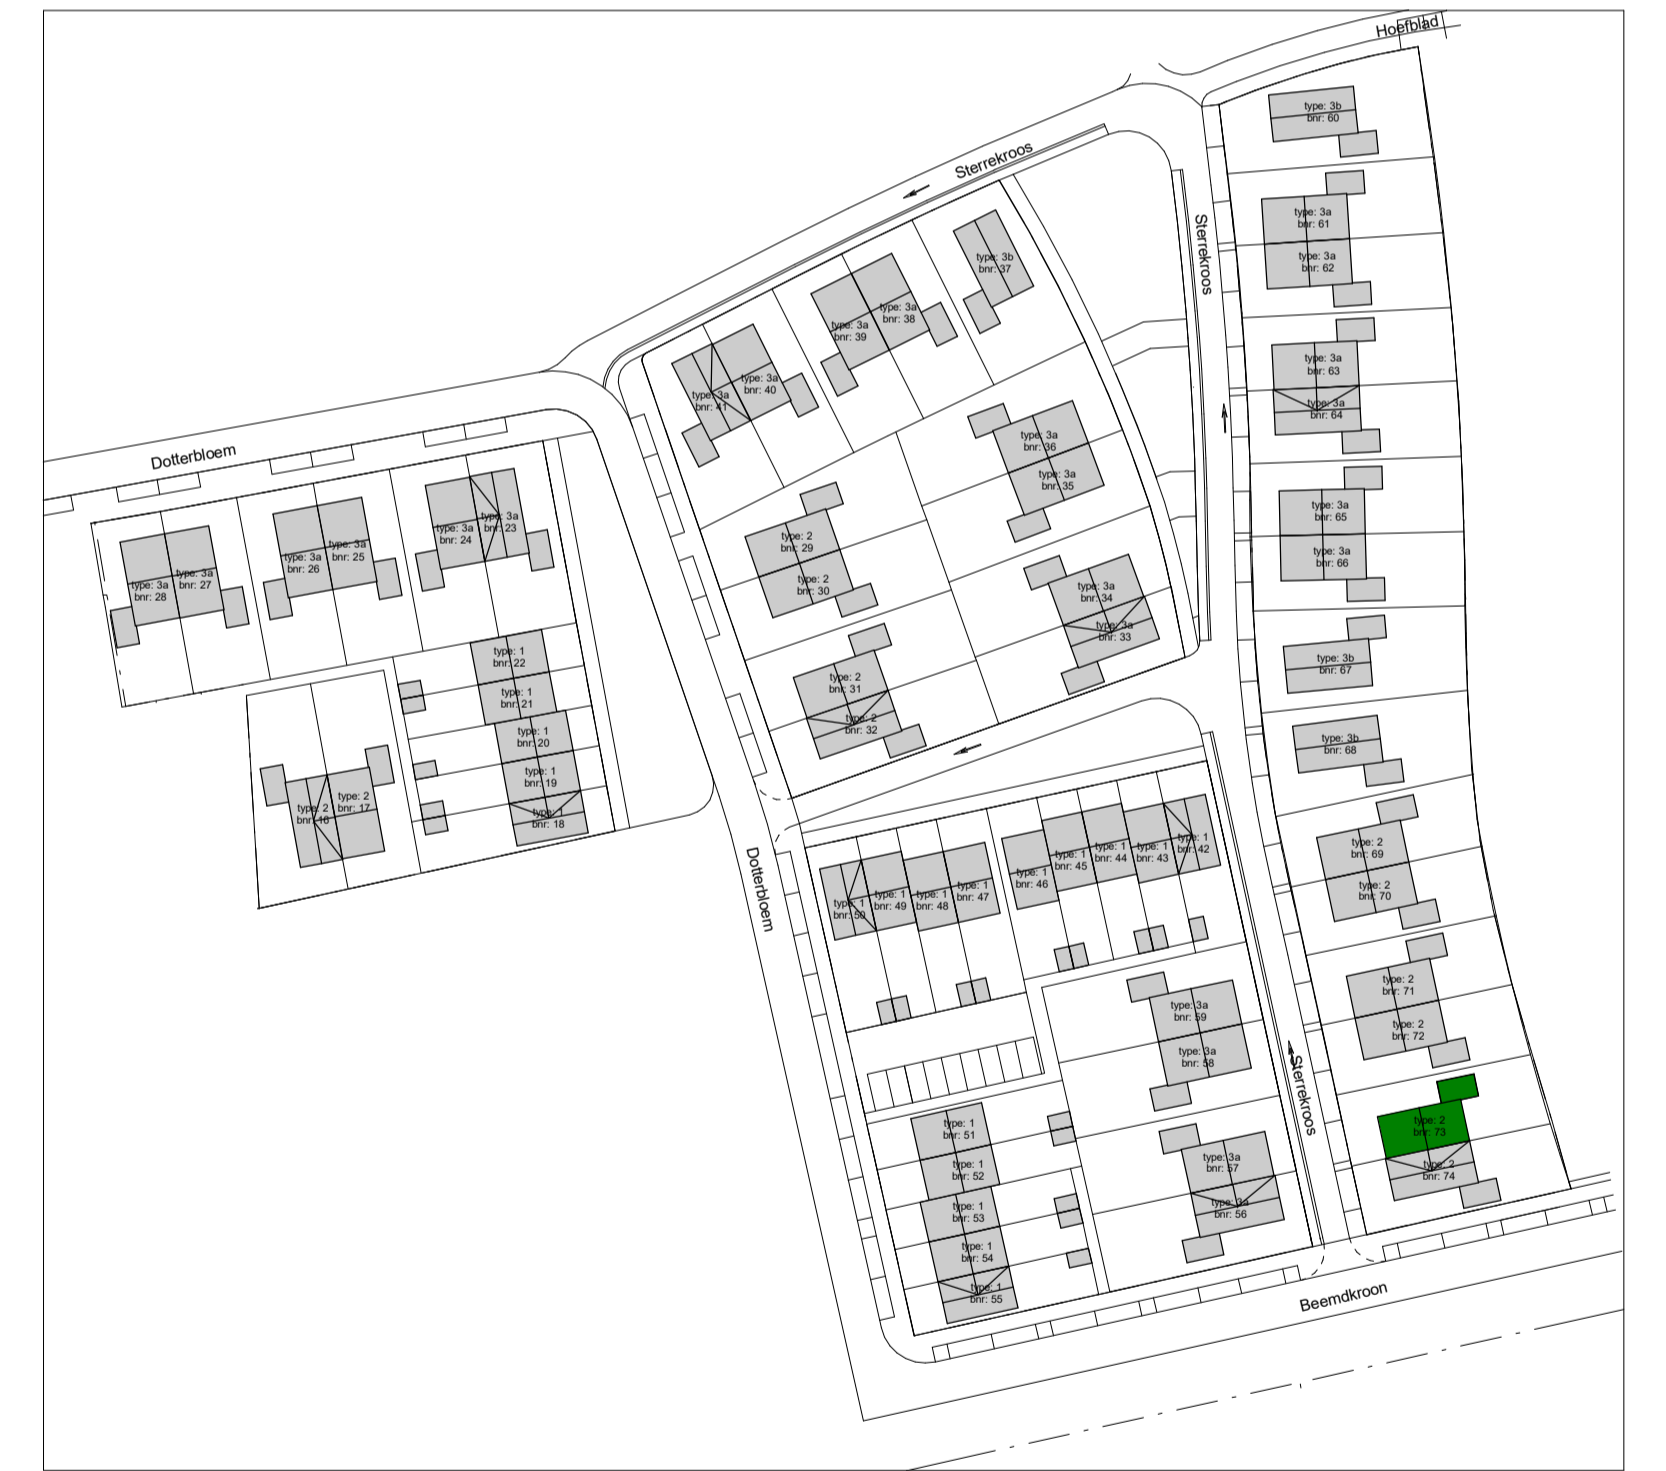 Hoefblad
Sterrekroos
Sterrekroos
Dotterbloem
Dotterbloem
Sterrekroos
Beemdkroon
type: 3b
bnr: 60
type: 3a
bnr: 61
type: 3a
bnr: 62
type: 3a
bnr: 63
type: 3a
bnr: 64
type: 3a
bnr: 65
type: 3a
bnr: 66
type: 3b
bnr: 67
type: 3b
bnr: 68
type: 2
bnr: 69
type: 2
bnr: 70
type: 2
bnr: 71
type: 2
bnr: 72
type: 2
bnr: 73
type: 2
bnr: 74
type: 3b
bnr: 37
type: 3a
bnr: 38
type: 3a
bnr: 39
type: 3a
bnr: 40
type: 3a
bnr: 41
type: 3a
bnr: 36
type: 3a
bnr: 35
type: 3a
bnr: 34
type: 3a
bnr: 33
type: 2
bnr: 29
type: 2
bnr: 30
type: 2
bnr: 31
type: 2
bnr: 32
type: 3a
bnr: 23
type: 3a
bnr: 24
type: 3a
bnr: 25
type: 3a
bnr: 26
type: 3a
bnr: 27
type: 3a
bnr: 28
type: 1
bnr: 22
type: 1
bnr: 21
type: 1
bnr: 20
type: 1
bnr: 19
type: 1
bnr: 18
type: 2
bnr: 17
type: 2
bnr: 16
type: 1
bnr: 42
type: 1
bnr: 43
type: 1
bnr: 44
type: 1
bnr: 45
type: 1
bnr: 46
type: 1
bnr: 47
type: 1
bnr: 48
type: 1
bnr: 49
type: 1
bnr: 50
type: 3a
bnr: 59
type: 3a
bnr: 58
type: 3a
bnr: 57
type: 3a
bnr: 56
type: 1
bnr: 51
type: 1
bnr: 52
type: 1
bnr: 53
type: 1
bnr: 54
type: 1
bnr: 55